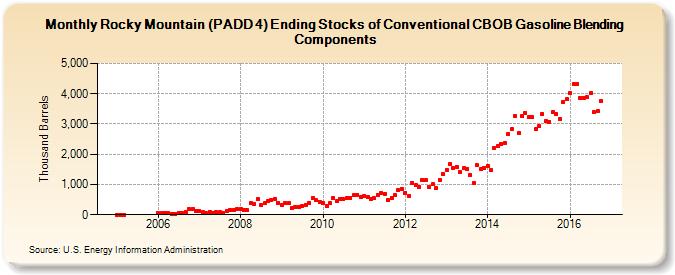 Monthly Rocky Mountain (PADD 4) Ending Stocks of Conventional CBOB Gasoline Blending
Components
Thousand Barrels
5,000
4,000
3,000
2,000
1,000
0
2006 2008 2010 2012 2014 2016
Source: U.S. Energy Information Administration